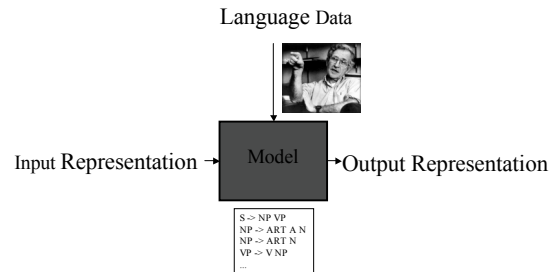 Language Data
Input Representation
Model
Output Representation
S -> NP VP
NP -> ART A N
NP -> ART N
VP -> V NP
...